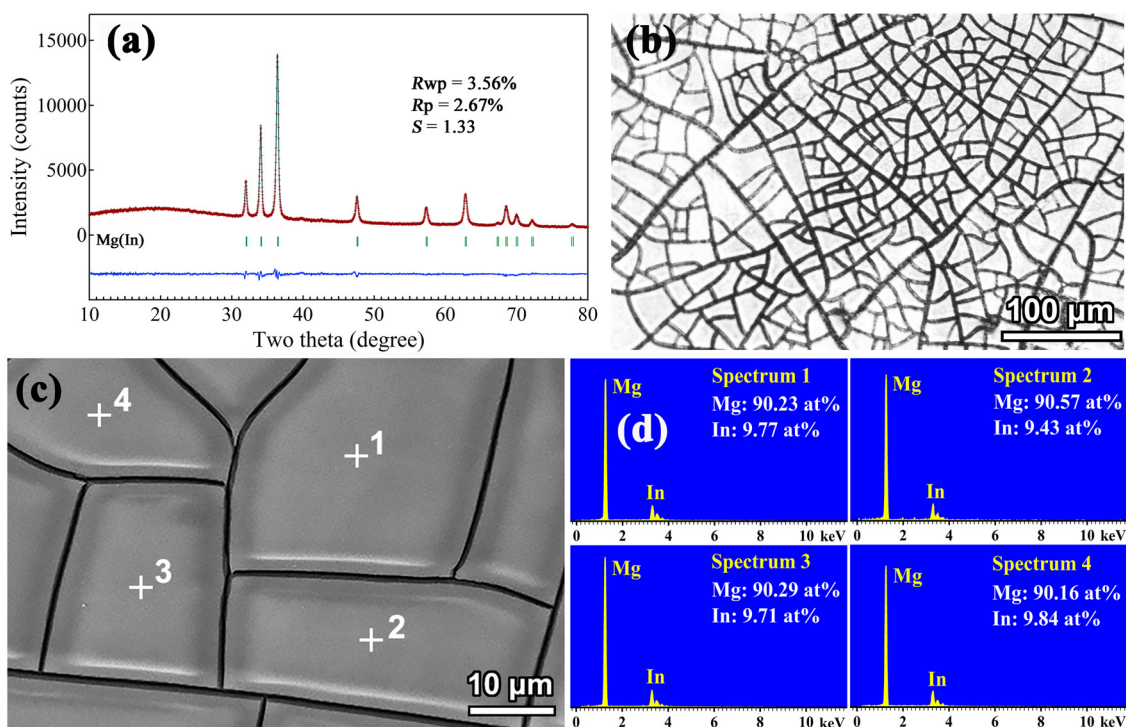 (a)
15000
10000
5000
0
Intensity (counts)
Rwp = 3.56%
Rp = 2.67%
S = 1.33
Mg(In)
10 20 30 40 50 60 70 80
Two theta (degree)
(b)
100 μm
(c)
4
1
3
2
10 μm
(d)
Mg
Spectrum 1
Mg: 90.23 at%
In: 9.77 at%
In
0 2 4 6 8 10 keV
Mg
Spectrum 2
Mg: 90.57 at%
In: 9.43 at%
In
0 2 4 6 8 10 keV
Mg
Spectrum 3
Mg: 90.29 at%
In: 9.71 at%
In
0 2 4 6 8 10 keV
Mg
Spectrum 4
Mg: 90.16 at%
In: 9.84 at%
In
0 2 4 6 8 10 keV